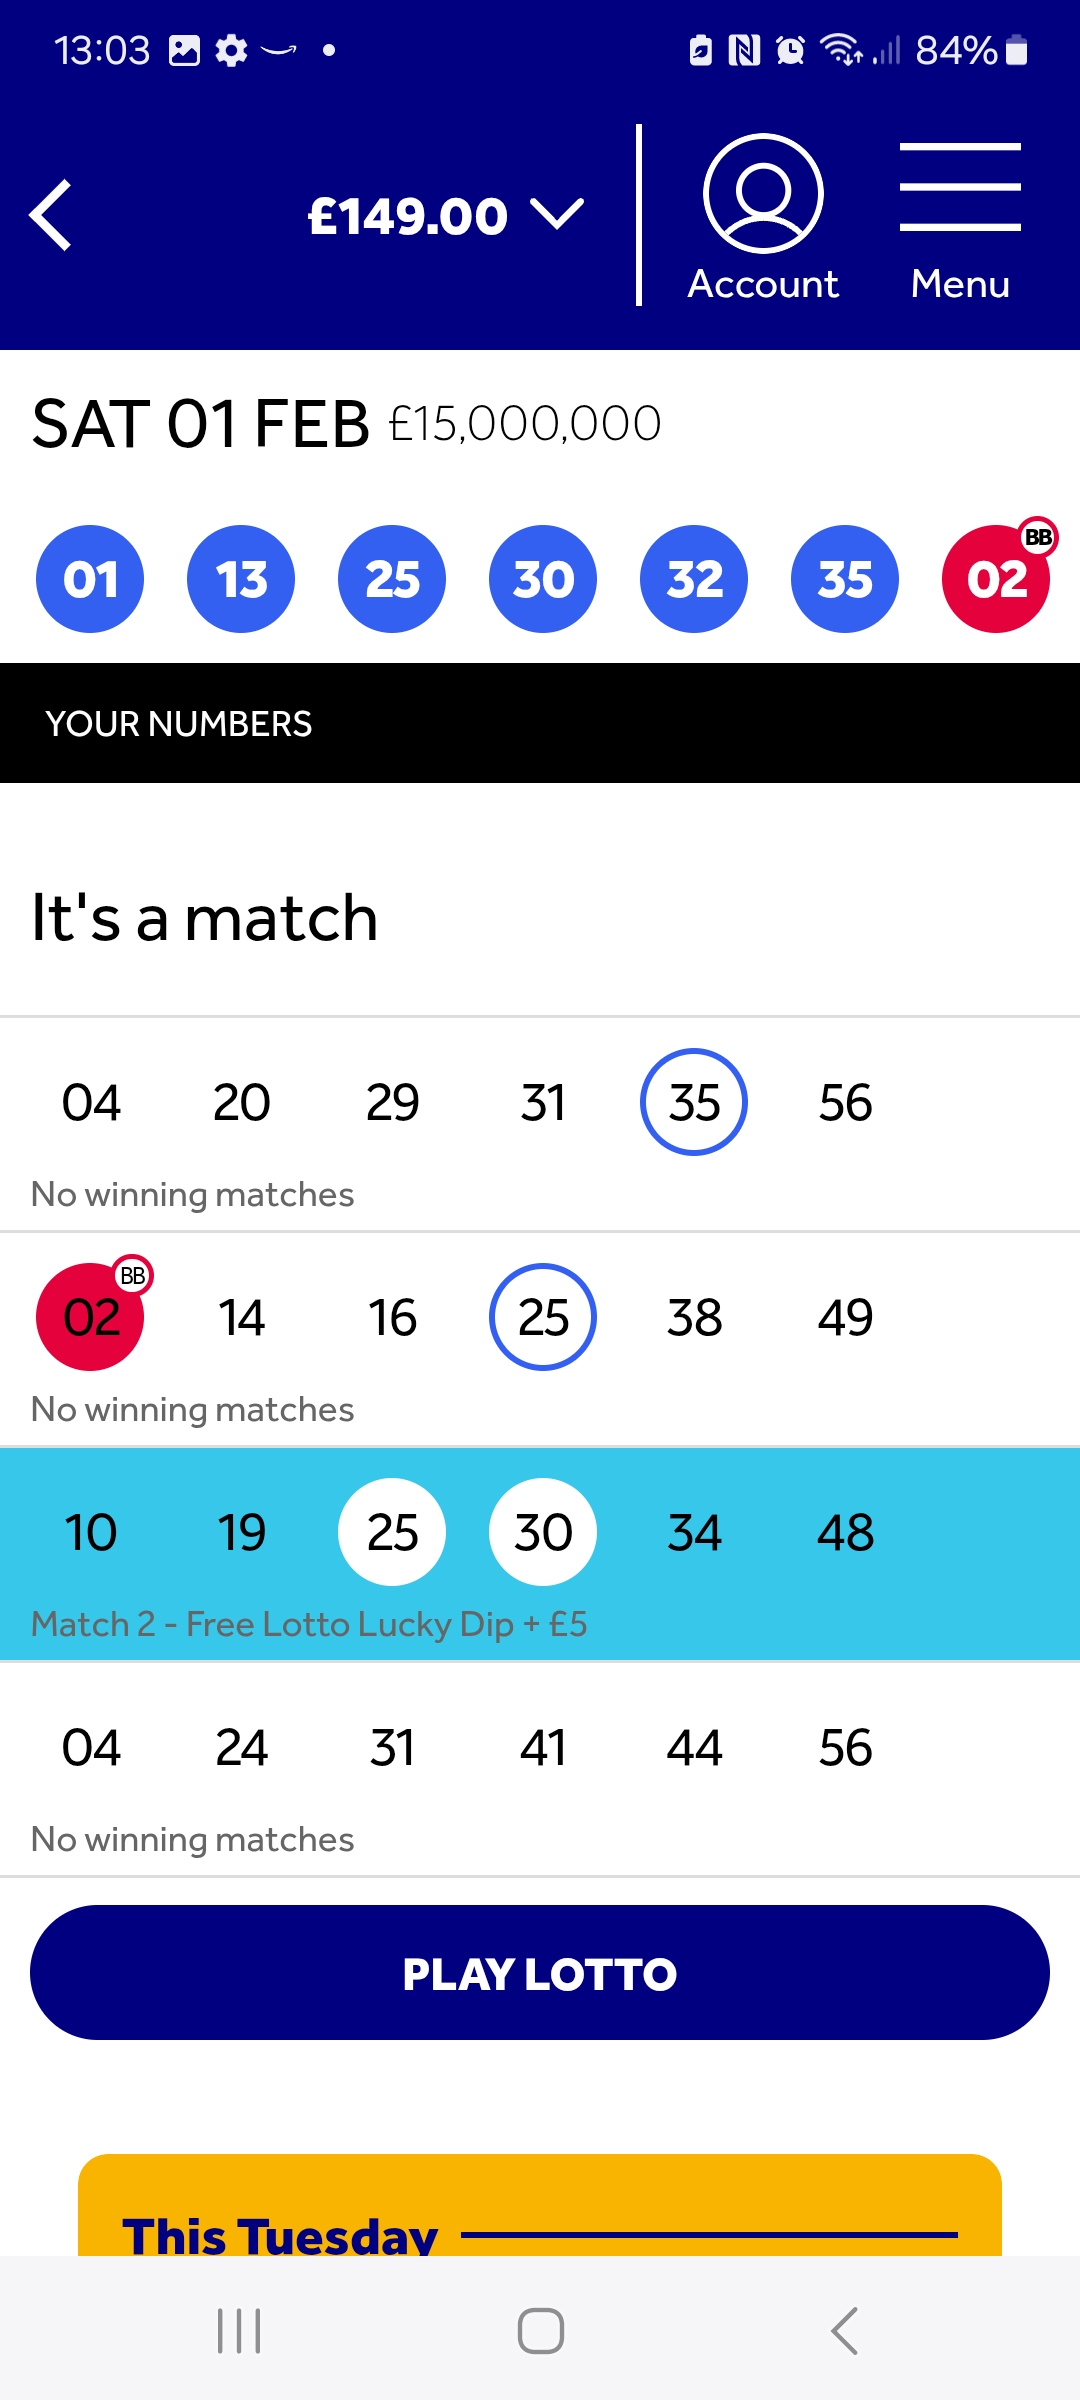 13:03 84%
£149.00
Account Menu
SAT 01 FEB £15,000,000
BB
01 13 25 30 32 35 02
YOUR NUMBERS
It's a match
04 20 29 31 35 56
No winning matches
BB
02 14 16 25 38 49
No winning matches
10 19 25 30 34 48
Match 2 - Free Lotto Lucky Dip + £5
04 24 31 41 44 56
No winning matches
PLAY LOTTO
This Tuesday